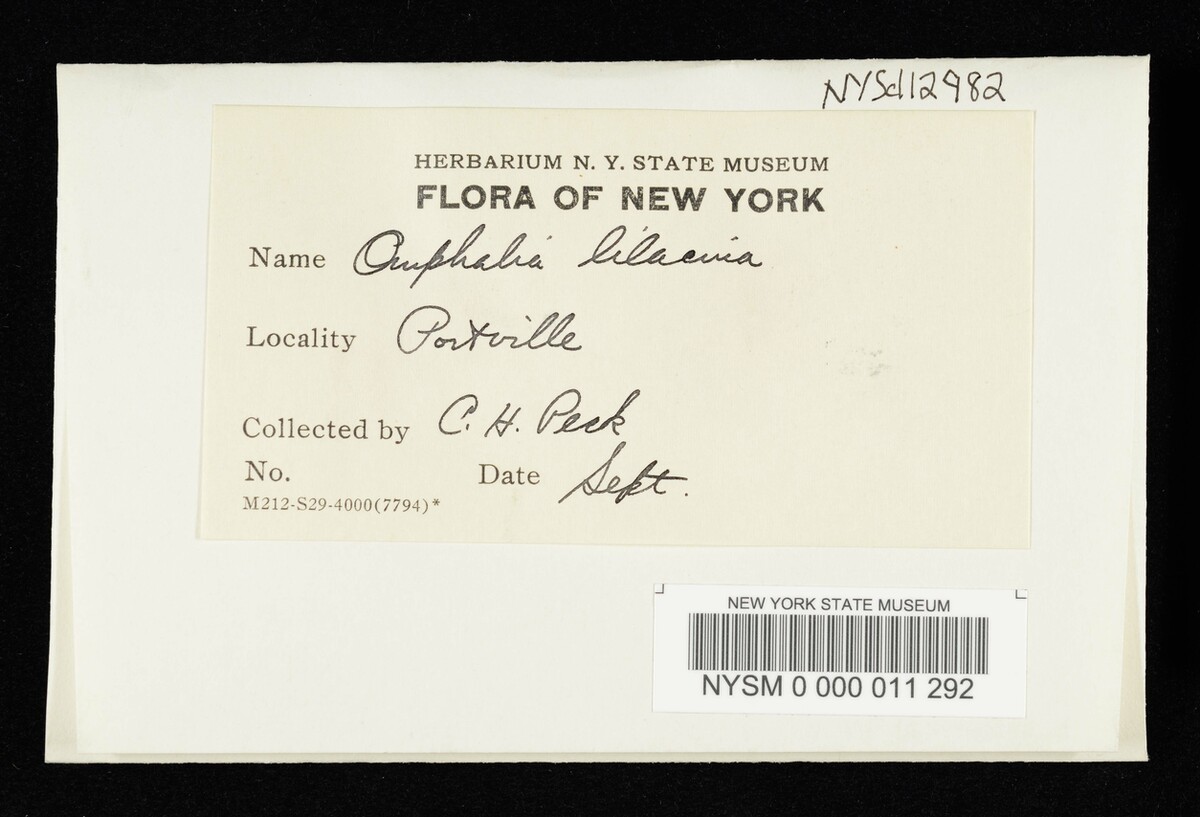 NYSd12982
HERBARIUM N. Y. STATE MUSEUM
FLORA OF NEW YORK
Name Omphalia lilacina
Locality Portville
Collected by C. H. Peck
No. Date Sept.
M212-S29-4000(7794)*
NEW YORK STATE MUSEUM
NYSM 0 000 011 292